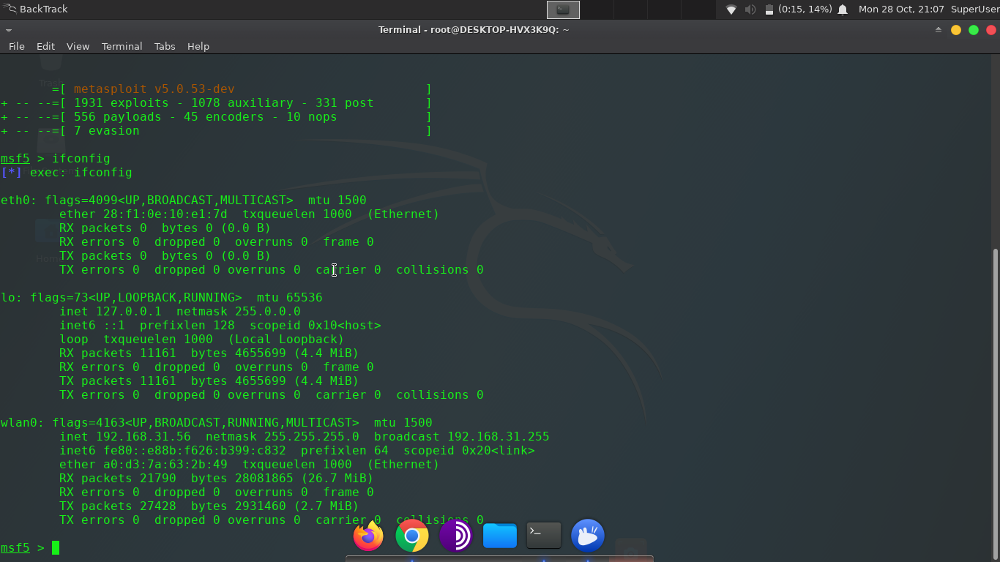 BackTrack
(0:15, 14%)
Mon 28 Oct, 21:07
SuperUser
Terminal - root@DESKTOP-HVX3K9Q: ~
File Edit View Terminal Tabs Help
=[ metasploit v5.0.53-dev ]
+ -- --=[ 1931 exploits - 1078 auxiliary - 331 post ]
+ -- --=[ 556 payloads - 45 encoders - 10 nops ]
+ -- --=[ 7 evasion ]
msf5 > ifconfig
[*] exec: ifconfig
eth0: flags=4099<UP,BROADCAST,MULTICAST> mtu 1500
ether 28:f1:0e:10:e1:7d txqueuelen 1000 (Ethernet)
RX packets 0 bytes 0 (0.0 B)
RX errors 0 dropped 0 overruns 0 frame 0
TX packets 0 bytes 0 (0.0 B)
TX errors 0 dropped 0 overruns 0 carrier 0 collisions 0
lo: flags=73<UP,LOOPBACK,RUNNING> mtu 65536
inet 127.0.0.1 netmask 255.0.0.0
inet6 ::1 prefixlen 128 scopeid 0x10<host>
loop txqueuelen 1000 (Local Loopback)
RX packets 11161 bytes 4655699 (4.4 MiB)
RX errors 0 dropped 0 overruns 0 frame 0
TX packets 11161 bytes 4655699 (4.4 MiB)
TX errors 0 dropped 0 overruns 0 carrier 0 collisions 0
wlan0: flags=4163<UP,BROADCAST,RUNNING,MULTICAST> mtu 1500
inet 192.168.31.56 netmask 255.255.255.0 broadcast 192.168.31.255
inet6 fe80::e88b:f626:b399:c832 prefixlen 64 scopeid 0x20<link>
ether a0:d3:7a:63:2b:49 txqueuelen 1000 (Ethernet)
RX packets 21790 bytes 28081865 (26.7 MiB)
RX errors 0 dropped 0 overruns 0 frame 0
TX packets 27428 bytes 2931460 (2.7 MiB)
TX errors 0 dropped 0 overruns 0 carrier 0 collisions 0
msf5 >